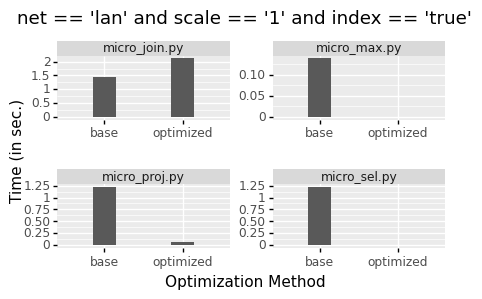 net == 'lan' and scale == '1' and index == 'true'
micro_join.py
micro_max.py
2
1.5
1
0.5
0
0.10
0.05
0
base
optimized
base
optimized
Time (in sec.)
micro_proj.py
micro_sel.py
1.25
1.00
0.75
0.50
0.25
0
1.25
1.00
0.75
0.50
0.25
0
base
optimized
base
optimized
Optimization Method